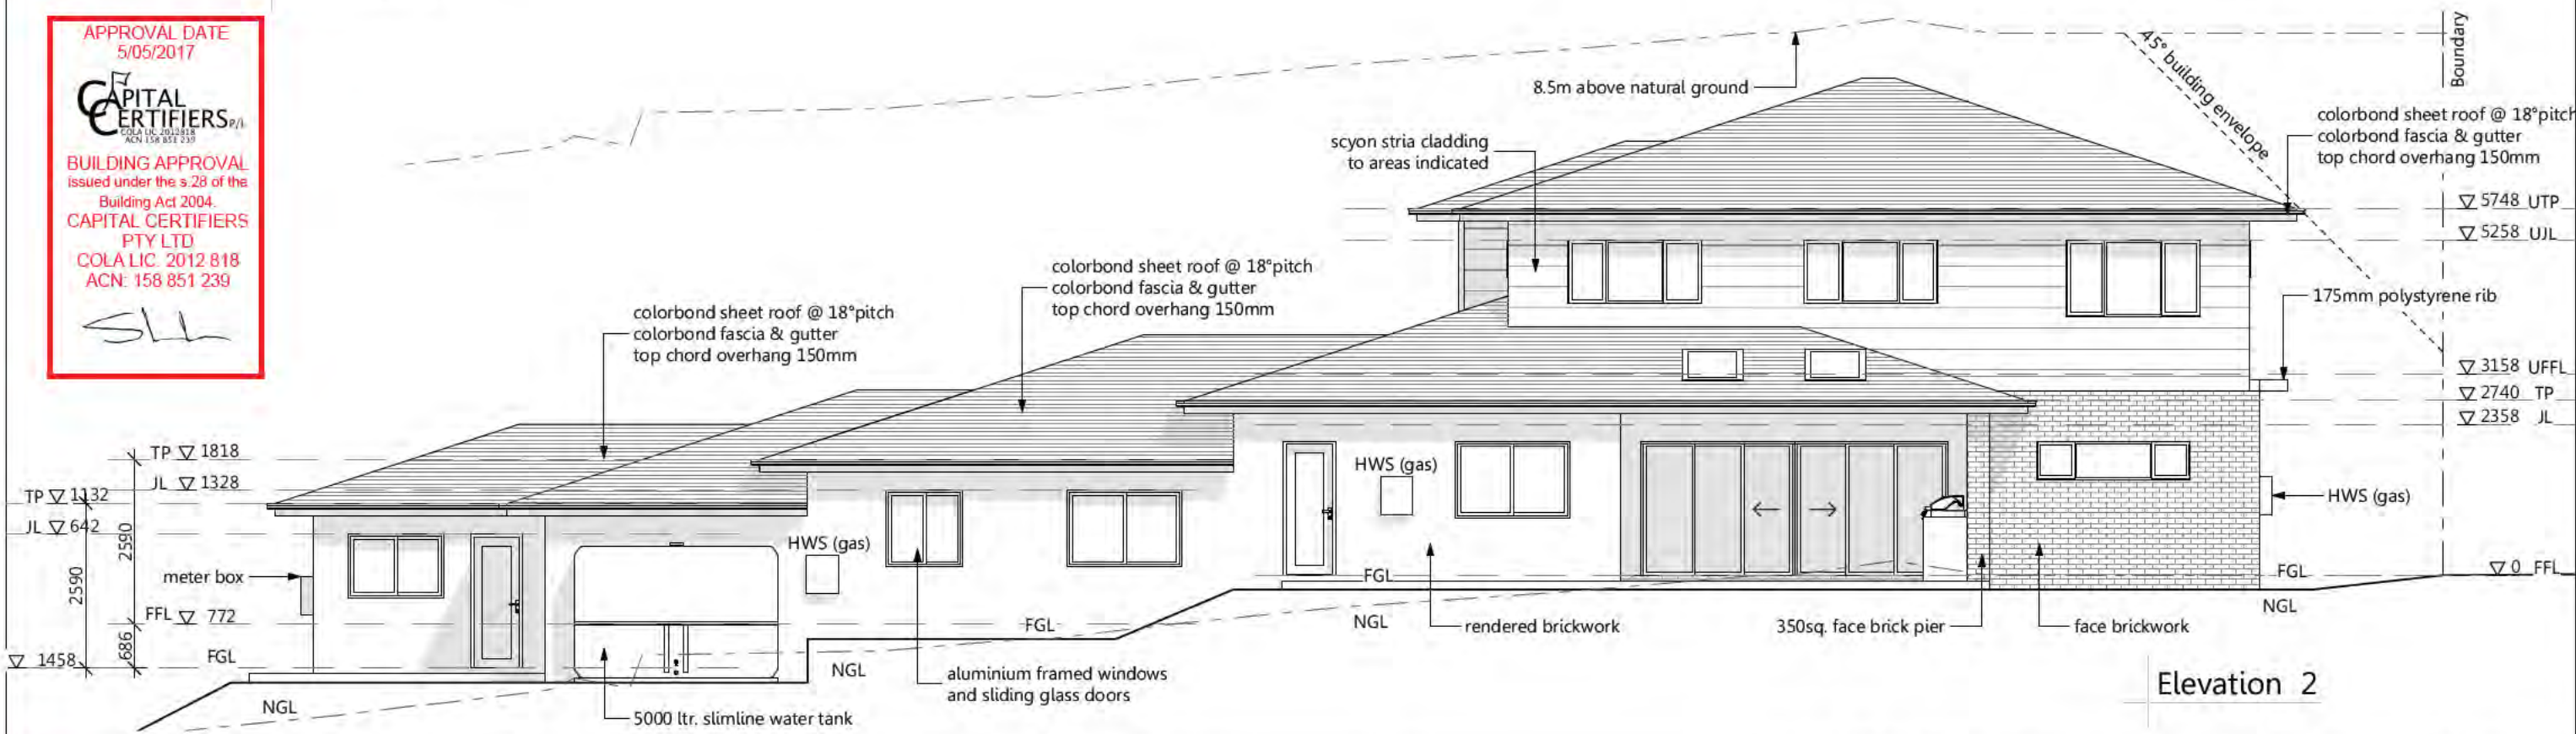 APPROVAL DATE
5/05/2017
CAPITAL
CERTIFIERS P/L
COLA LIC 2012818
ACN 158 851 239
BUILDING APPROVAL
issued under the s.28 of the
Building Act 2004.
CAPITAL CERTIFIERS
PTY LTD
COLA LIC. 2012 818
ACN: 158 851 239
8.5m above natural ground
45° building envelope
Boundary
scyon stria cladding
to areas indicated
colorbond sheet roof @ 18°pitch
colorbond fascia & gutter
top chord overhang 150mm
5748 UTP
5258 UJL
175mm polystyrene rib
3158 UFFL
2740 TP
2358 JL
colorbond sheet roof @ 18°pitch
colorbond fascia & gutter
top chord overhang 150mm
colorbond sheet roof @ 18°pitch
colorbond fascia & gutter
top chord overhang 150mm
TP 1818
JL 1328
TP 1132
JL 642
2590
2590
meter box
FFL 772
686
FGL
1458
NGL
HWS (gas)
5000 ltr. slimline water tank
NGL
FGL
aluminium framed windows
and sliding glass doors
HWS (gas)
FGL
NGL
rendered brickwork
350sq. face brick pier
face brickwork
HWS (gas)
FGL
0 FFL
NGL
Elevation 2